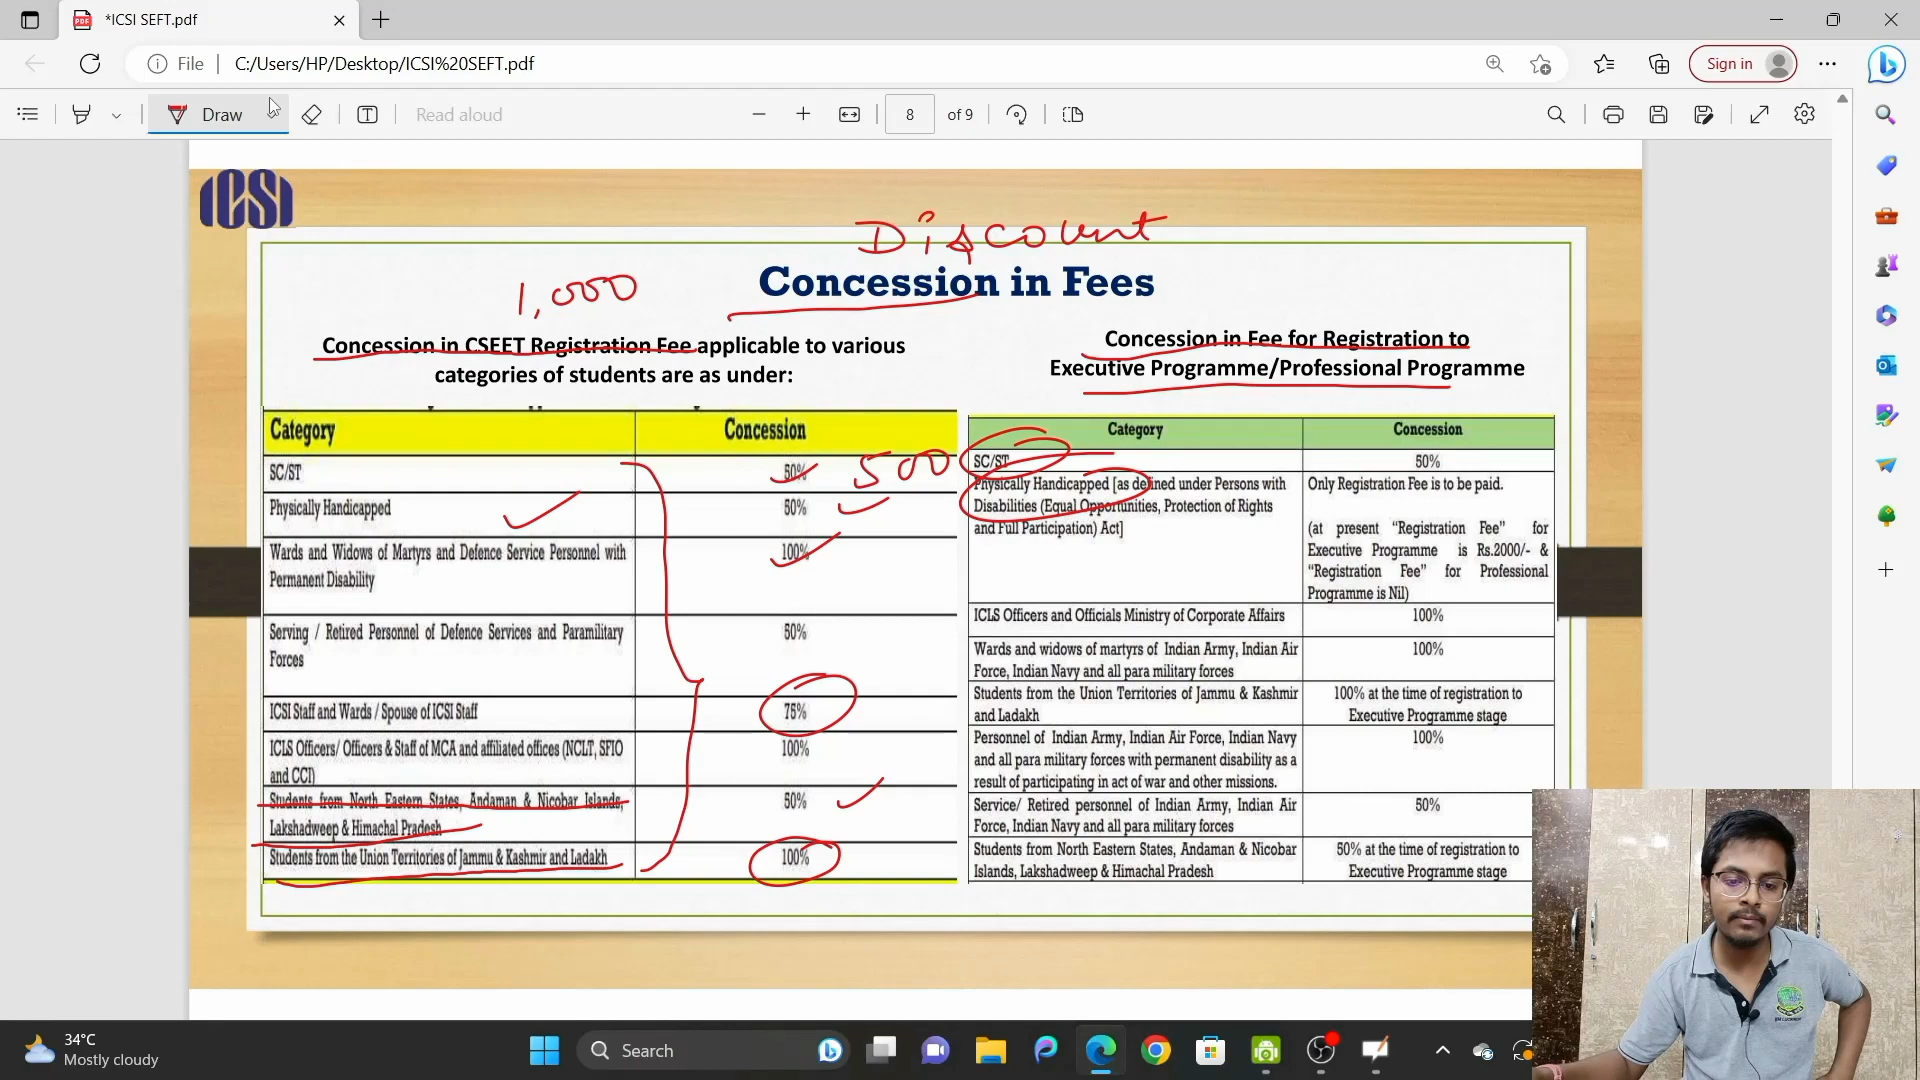 *ICSI SEFT.pdf
File
C:/Users/HP/Desktop/ICSI%20SEFT.pdf
Sign in
Draw
Read aloud
8
of 9
ICSI
Discount
1,000
Concession in Fees
Concession in CSEET Registration Fee applicable to various
categories of students are as under:
Category
Concession
SC/ST
50%
500
Physically Handicapped
50%
Wards and Widows of Martyrs and Defence Service Personnel with
Permanent Disability
100%
Serving / Retired Personnel of Defence Services and Paramilitary
Forces
50%
ICSI Staff and Wards / Spouse of ICSI Staff
75%
ICLS Officers/ Officers & Staff of MCA and affiliated offices (NCLT, SFIO
and CCI)
100%
Students from North Eastern States, Andaman & Nicobar Islands,
Lakshadweep & Himachal Pradesh
50%
Students from the Union Territories of Jammu & Kashmir and Ladakh
100%
Concession in Fee for Registration to
Executive Programme/Professional Programme
Category
Concession
SC/ST
50%
Physically Handicapped [as defined under Persons with
Disabilities (Equal Opportunities, Protection of Rights
and Full Participation) Act]
Only Registration Fee is to be paid.
(at present “Registration Fee” for
Executive Programme is Rs.2000/- &
“Registration Fee” for Professional
Programme is Nil)
ICLS Officers and Officials Ministry of Corporate Affairs
100%
Wards and widows of martyrs of Indian Army, Indian Air
Force, Indian Navy and all para military forces
100%
Students from the Union Territories of Jammu & Kashmir
and Ladakh
100% at the time of registration to
Executive Programme stage
Personnel of Indian Army, Indian Air Force, Indian Navy
and all para military forces with permanent disability as a
result of participating in act of war and other missions.
100%
Service/ Retired personnel of Indian Army, Indian Air
Force, Indian Navy and all para military forces
50%
Students from North Eastern States, Andaman & Nicobar
Islands, Lakshadweep & Himachal Pradesh
50% at the time of registration to
Executive Programme stage
34°C
Mostly cloudy
Search